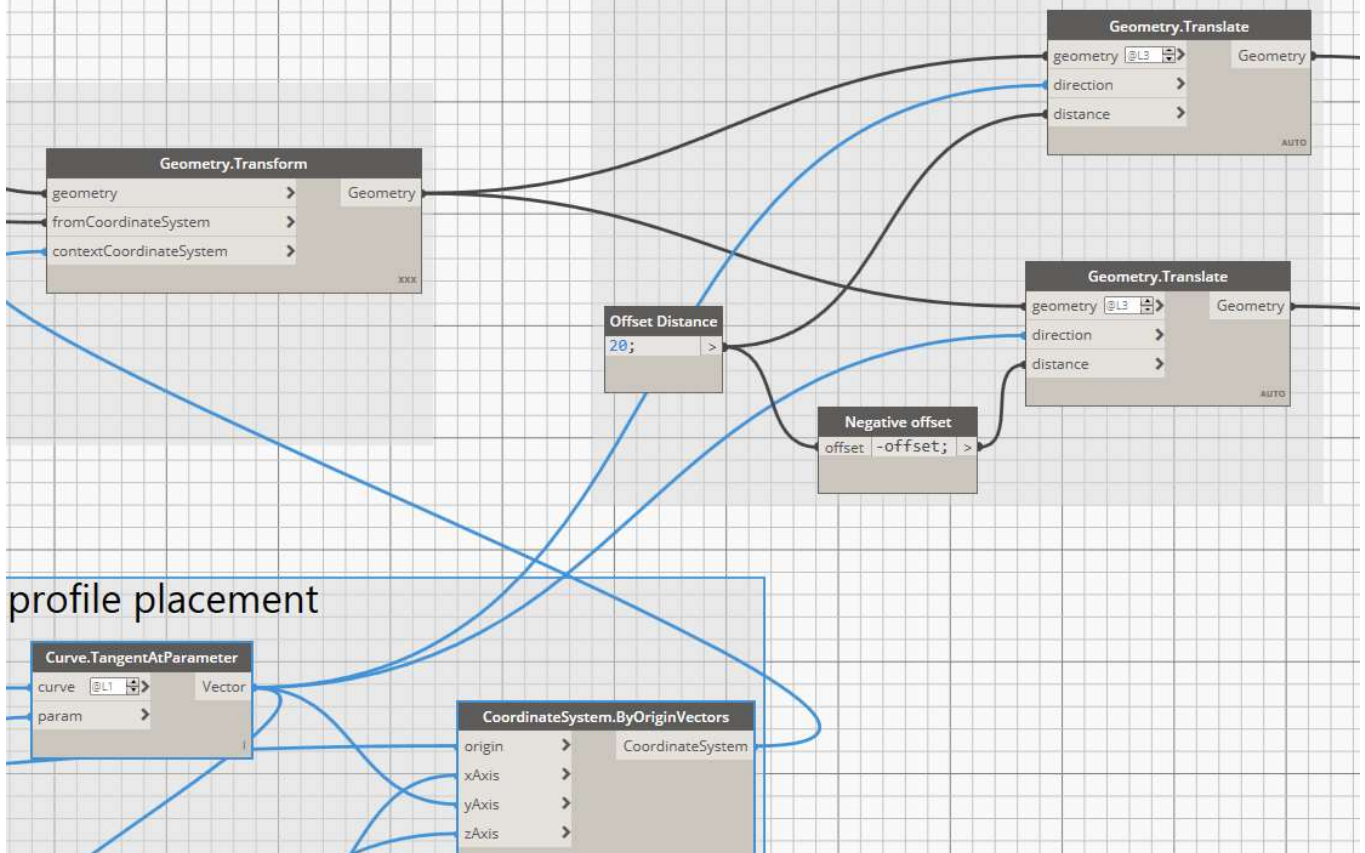 Geometry.Translate
geometry @L3 > Geometry
direction >
distance >
AUTO
Geometry.Transform
geometry > Geometry
fromCoordinateSystem >
contextCoordinateSystem >
XXX
Geometry.Translate
geometry @L3 > Geometry
direction >
distance >
AUTO
Offset Distance
20; >
Negative offset
offset -offset; >
profile placement
Curve.TangentAtParameter
curve @L1 > Vector
param >
I
CoordinateSystem.ByOriginVectors
origin > CoordinateSystem
xAxis >
yAxis >
zAxis >